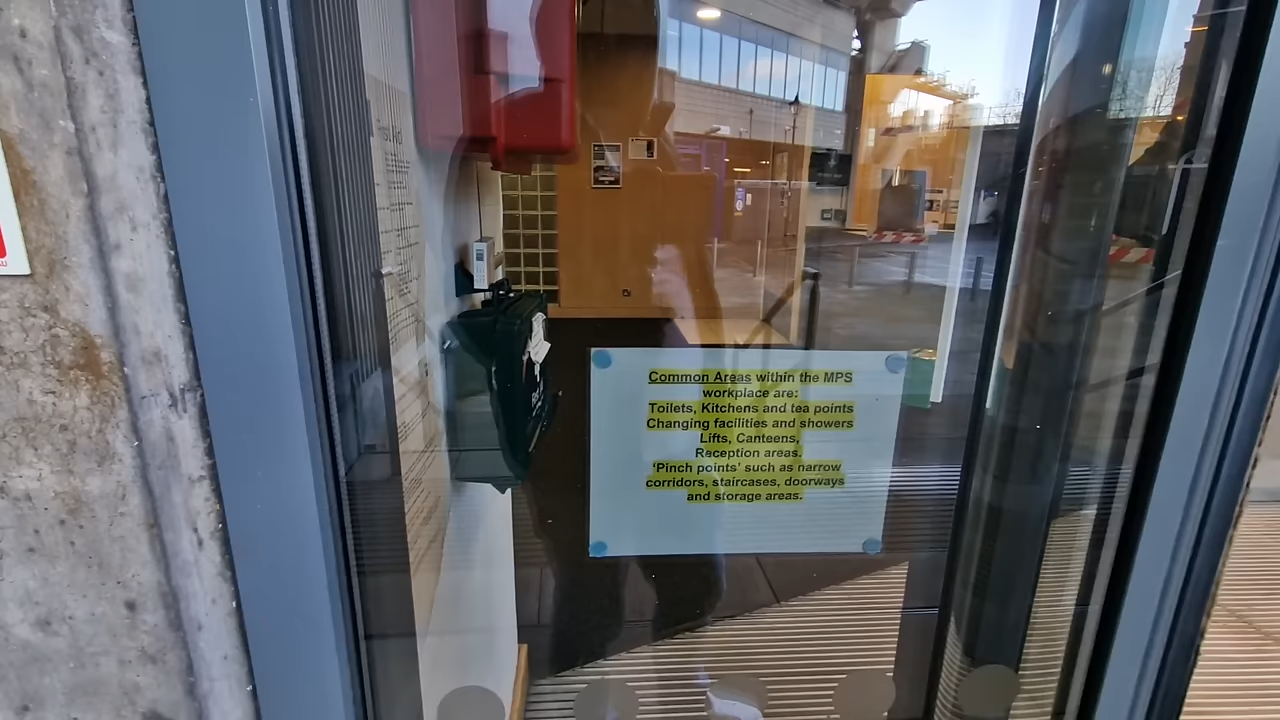 Common Areas within the MPS
workplace are:
Toilets, Kitchens and tea points
Changing facilities and showers
Lifts, Canteens,
Reception areas.
'Pinch points' such as narrow
corridors, staircases, doorways
and storage areas.